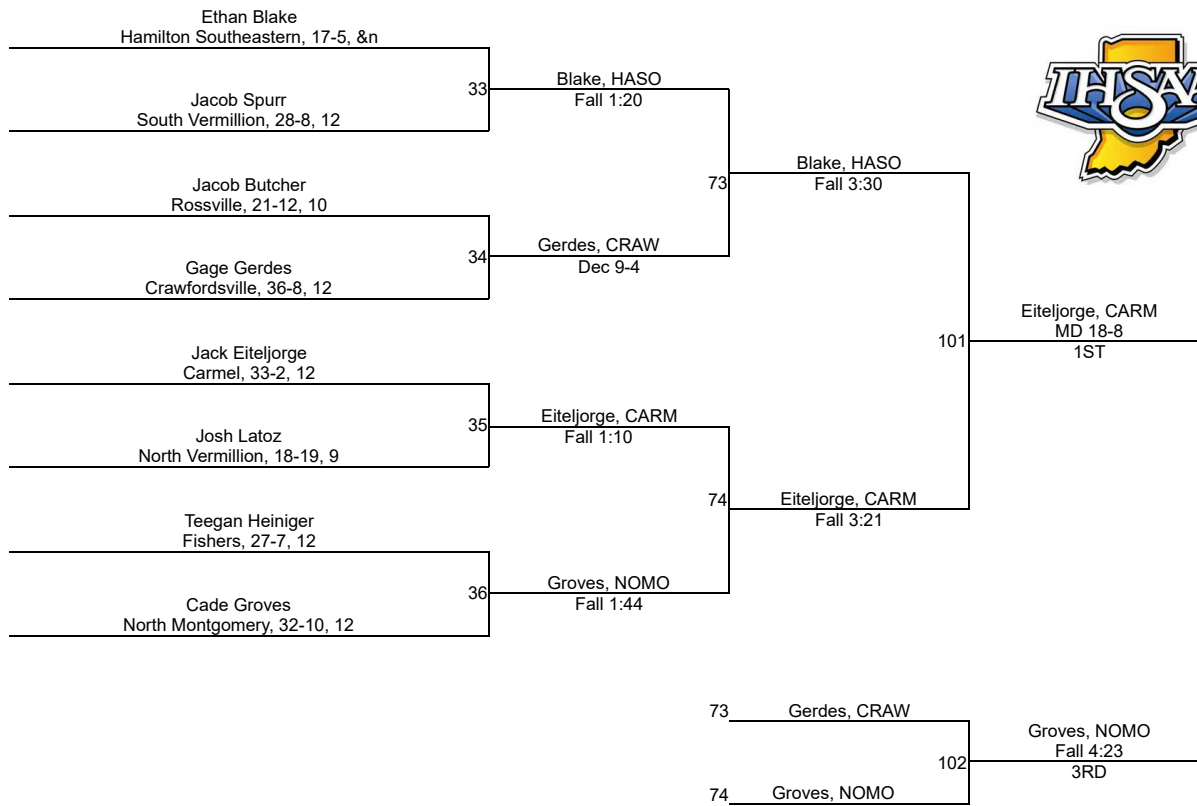 Ethan Blake
Hamilton Southeastern, 17-5, &n
33
Blake, HASO
Fall 1:20
Jacob Spurr
South Vermillion, 28-8, 12
IHSAA
73
Blake, HASO
Fall 3:30
Jacob Butcher
Rossville, 21-12, 10
34
Gerdes, CRAW
Dec 9-4
Gage Gerdes
Crawfordsville, 36-8, 12
101
Eiteljorge, CARM
MD 18-8
1ST
Jack Eiteljorge
Carmel, 33-2, 12
35
Eiteljorge, CARM
Fall 1:10
Josh Latoz
North Vermillion, 18-19, 9
74
Eiteljorge, CARM
Fall 3:21
Teegan Heiniger
Fishers, 27-7, 12
36
Groves, NOMO
Fall 1:44
Cade Groves
North Montgomery, 32-10, 12
73
Gerdes, CRAW
102
Groves, NOMO
Fall 4:23
3RD
74
Groves, NOMO